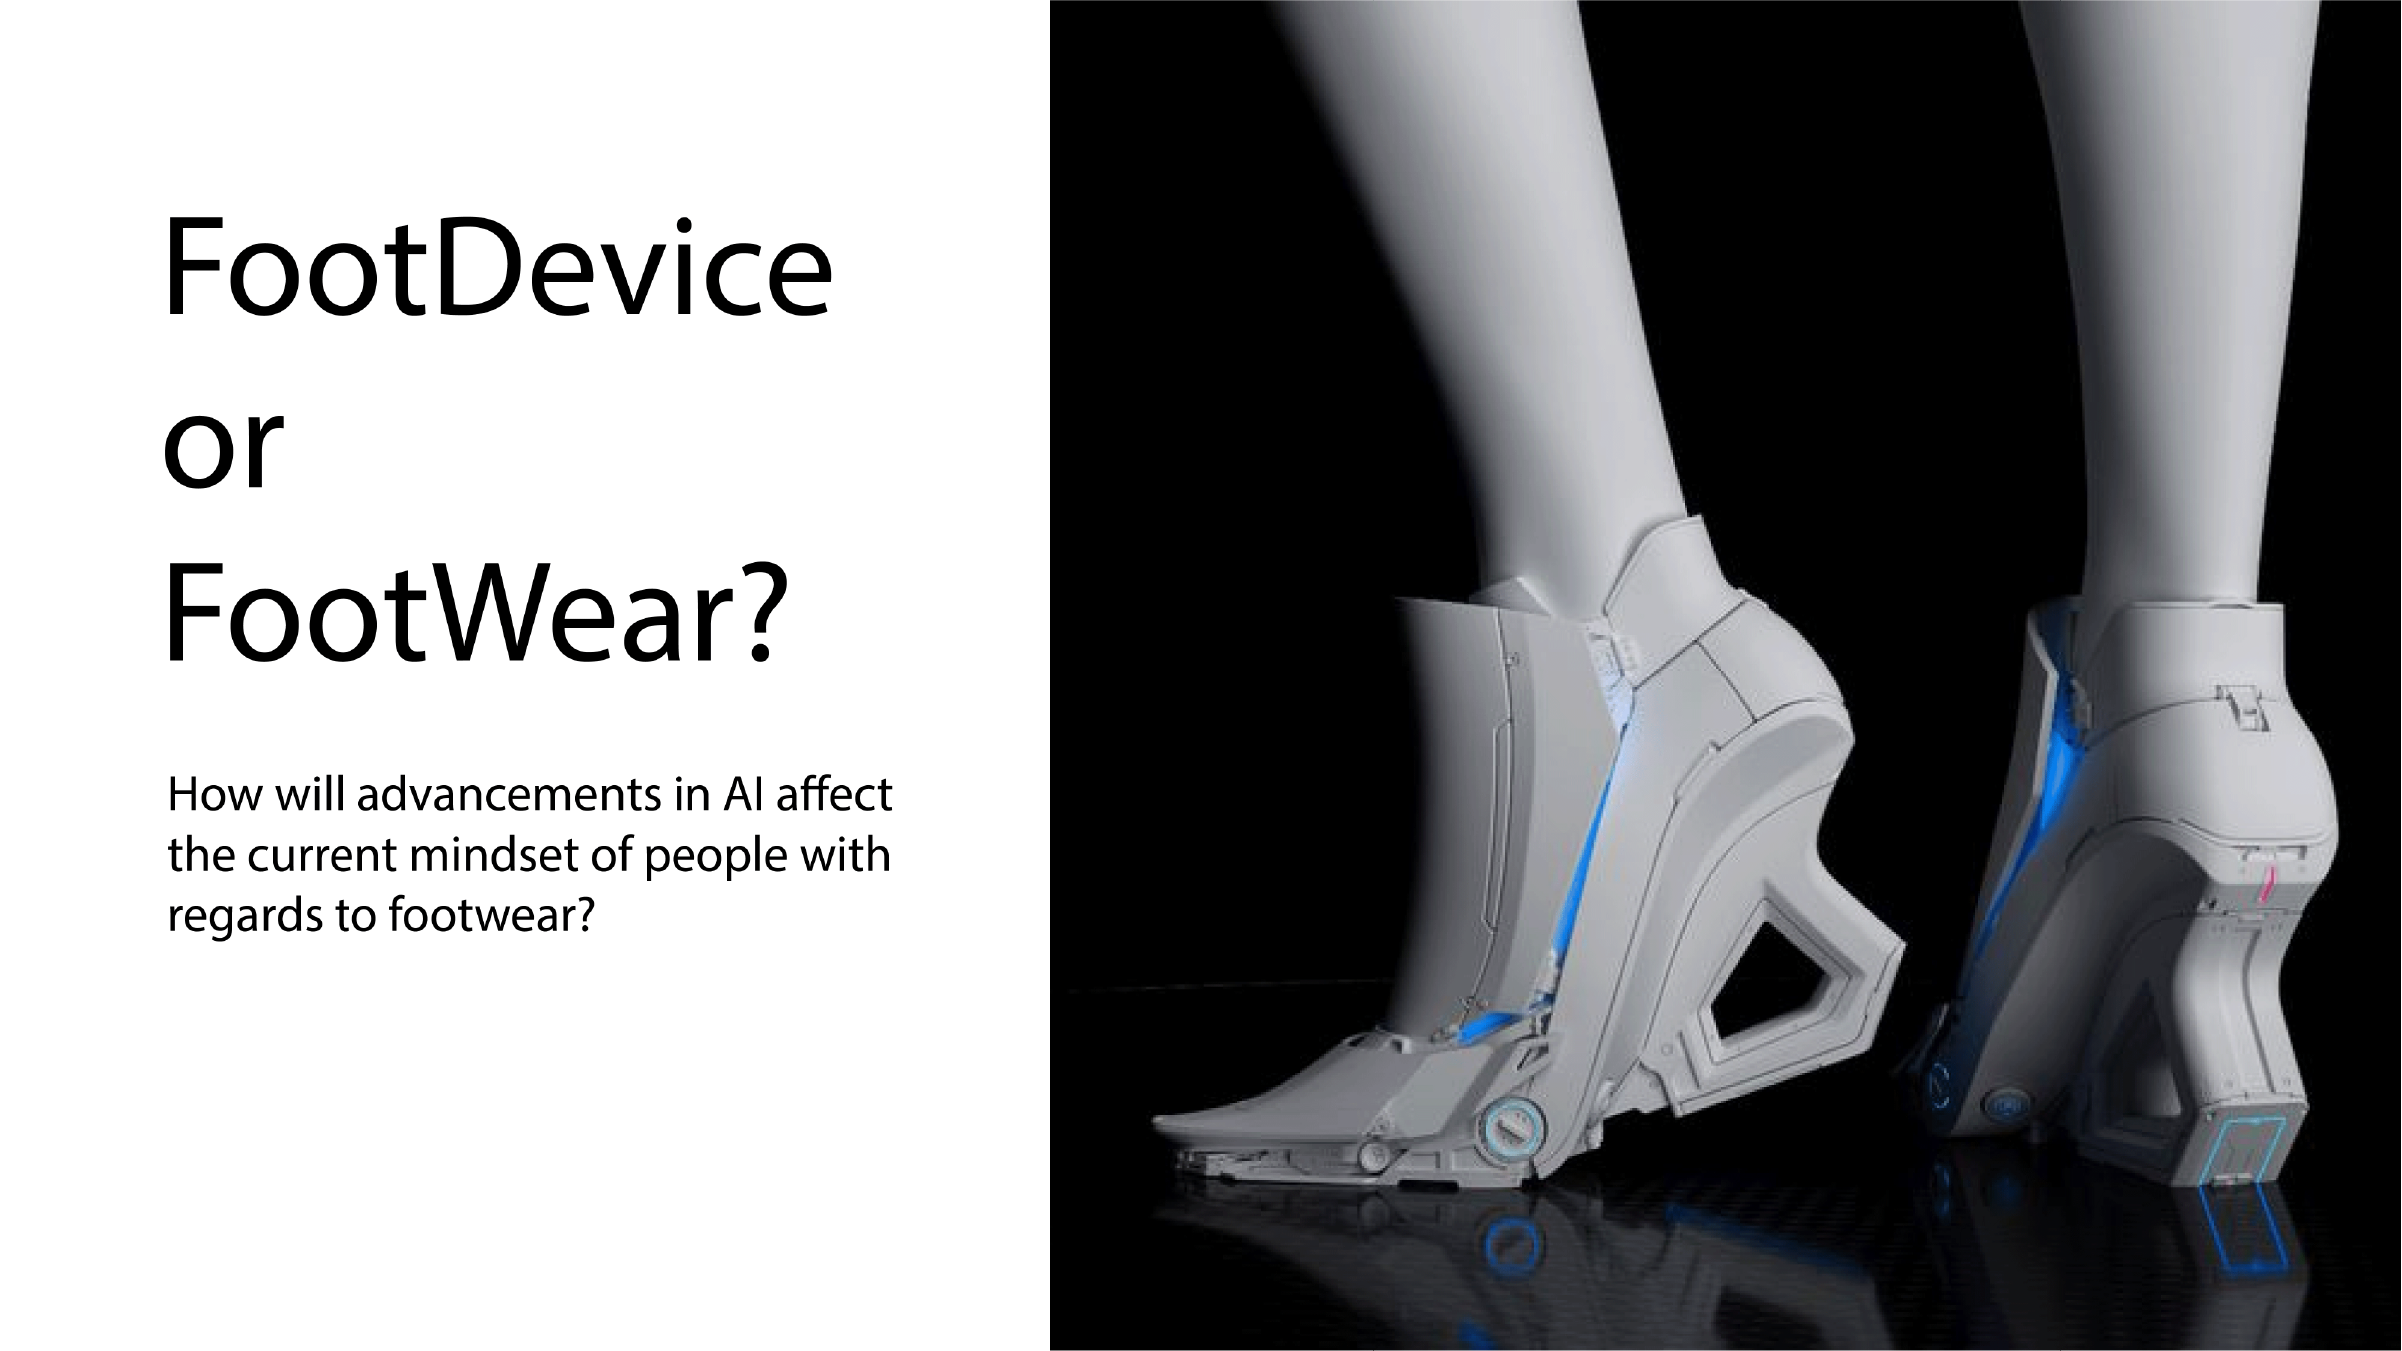 FootDevice
or
FootWear?
How will advancements in AI affect
the current mindset of people with
regards to footwear?